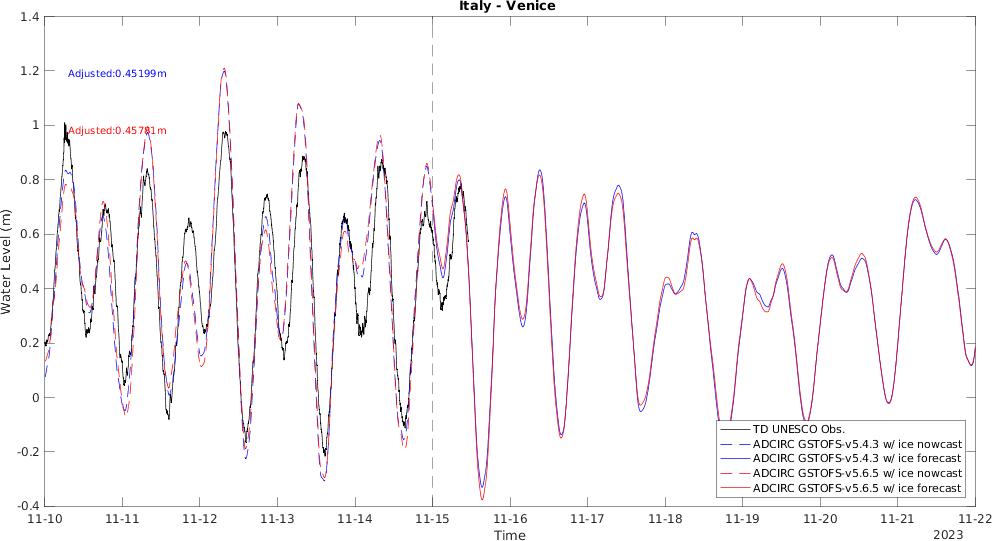 Italy - Venice
1.4
1.2
1
0.8
0.6
0.4
0.2
0
-0.2
-0.4
Water Level (m)
Adjusted:0.45199m
Adjusted:0.45781m
TD UNESCO Obs.
ADCIRC GSTOFS-v5.4.3 w/ ice nowcast
ADCIRC GSTOFS-v5.4.3 w/ ice forecast
ADCIRC GSTOFS-v5.6.5 w/ ice nowcast
ADCIRC GSTOFS-v5.6.5 w/ ice forecast
11-10 11-11 11-12 11-13 11-14 11-15 11-16 11-17 11-18 11-19 11-20 11-21 11-22
Time
2023